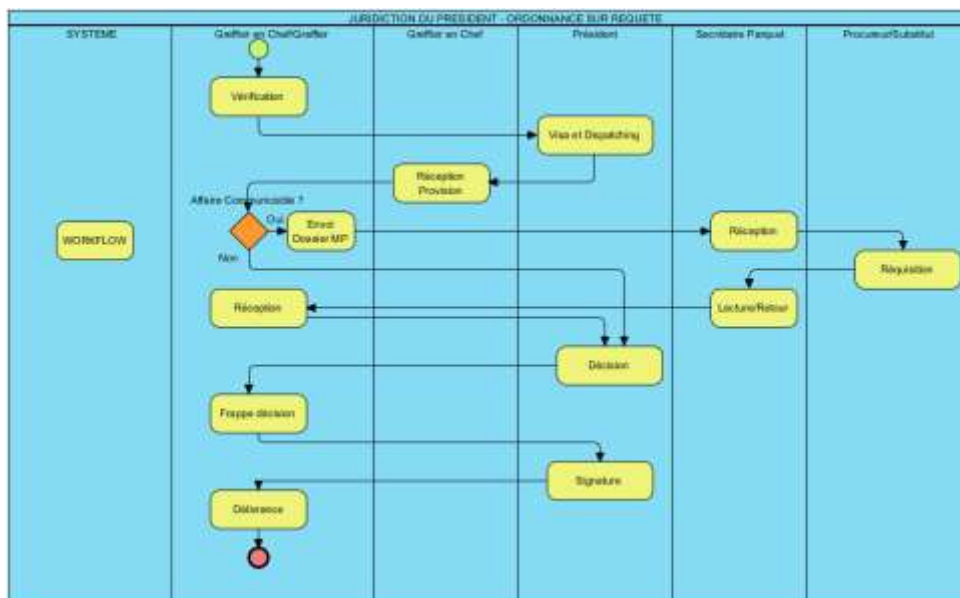 JURIDICTION DU PRESIDENT - ORDONNANCE SUR REQUETE
SYSTEME
Greffier en Chef/Greffier
Greffier en Chef
Président
Secrétaire Parquet
Procureur/Substitut
Vérification
Visa et Dispatching
Réception
Provision
Affaire Communicable ?
Oui
Envoi
Dossier MP
Réception
WORKFLOW
Non
Réquisition
Réception
Lecture/Retour
Décision
Frappe décision
Signature
Délivrance